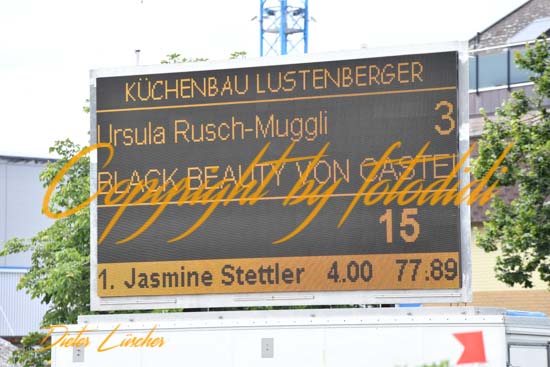 KÜCHENBAU LUSTENBERGER
Ursula Rusch-Muggli 3
BLACK BEAUTY VON CASTEL
15
1. Jasmine Stettler 4.00 77:89
Copyright by fotodidi
© Dieter Lürcher